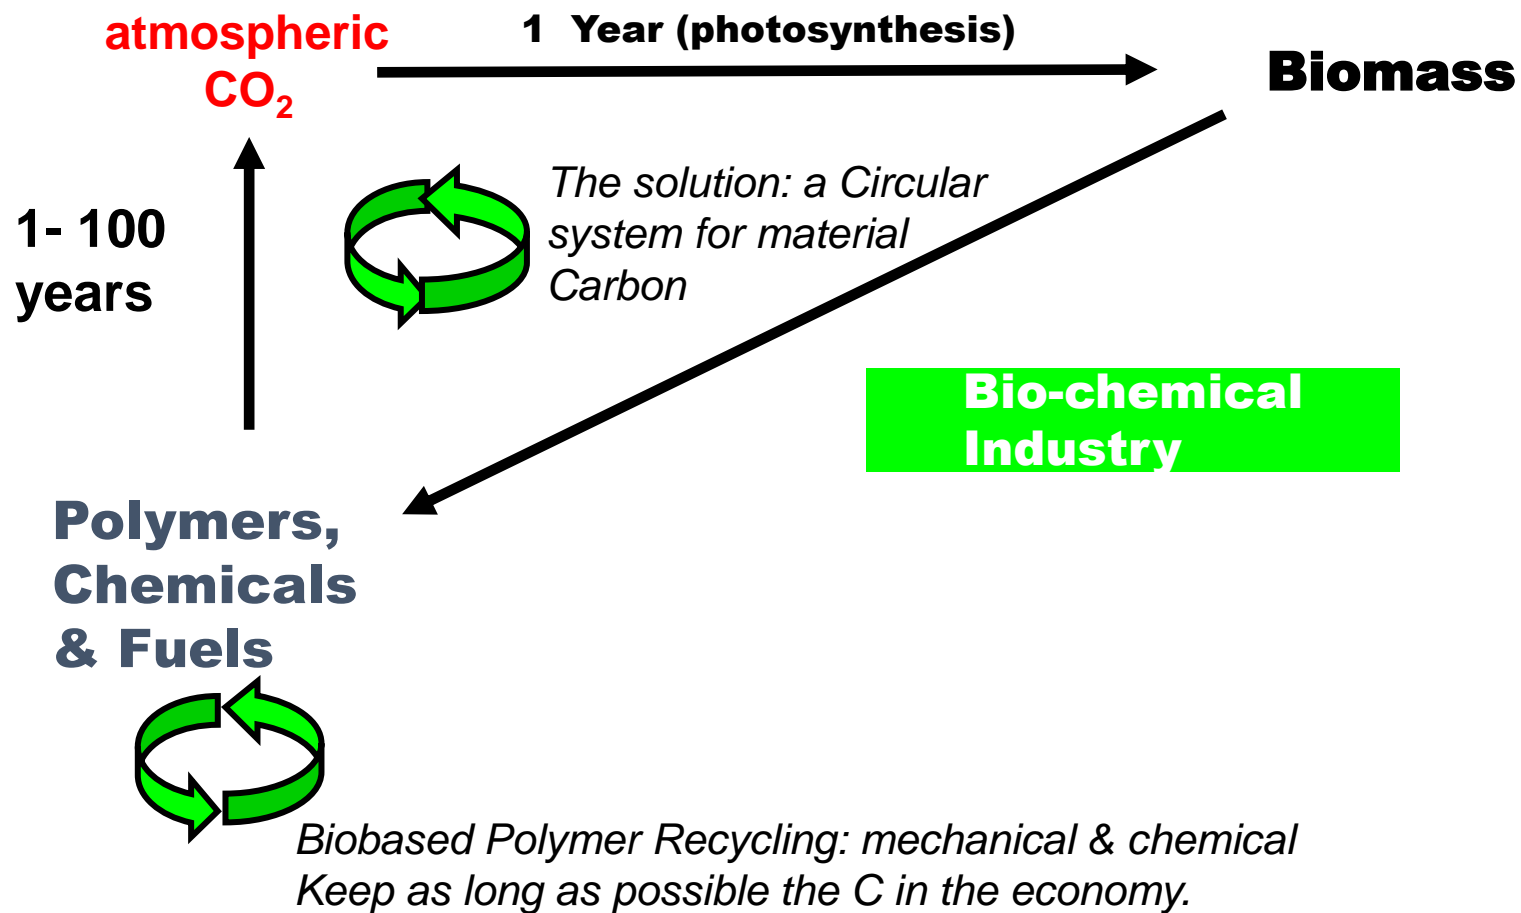 atmospheric
CO₂
1 Year (photosynthesis)
Biomass
The solution: a Circular
system for material
Carbon
1- 100
years
Bio-chemical
Industry
Polymers,
Chemicals
& Fuels
Biobased Polymer Recycling: mechanical & chemical
Keep as long as possible the C in the economy.